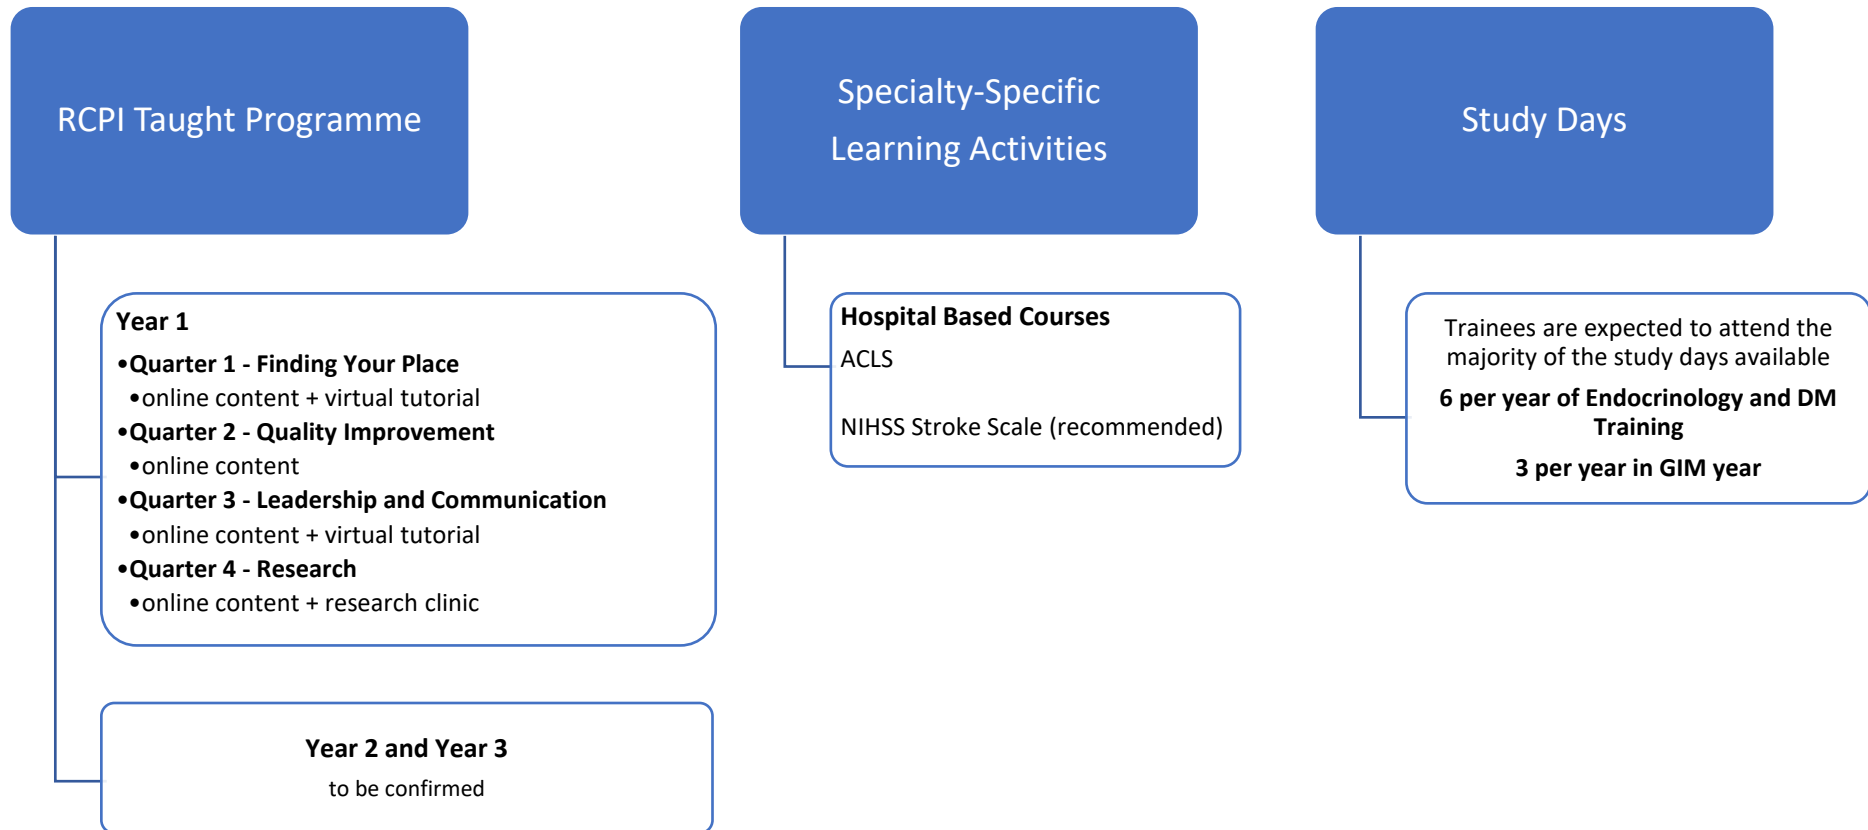 RCPI Taught Programme
Year 1
•Quarter 1 - Finding Your Place
•online content + virtual tutorial
•Quarter 2 - Quality Improvement
•online content
•Quarter 3 - Leadership and Communication
•online content + virtual tutorial
•Quarter 4 - Research
•online content + research clinic
Year 2 and Year 3
to be confirmed
Specialty-Specific
Learning Activities
Hospital Based Courses
ACLS
NIHSS Stroke Scale (recommended)
Study Days
Trainees are expected to attend the
majority of the study days available
6 per year of Endocrinology and DM
Training
3 per year in GIM year